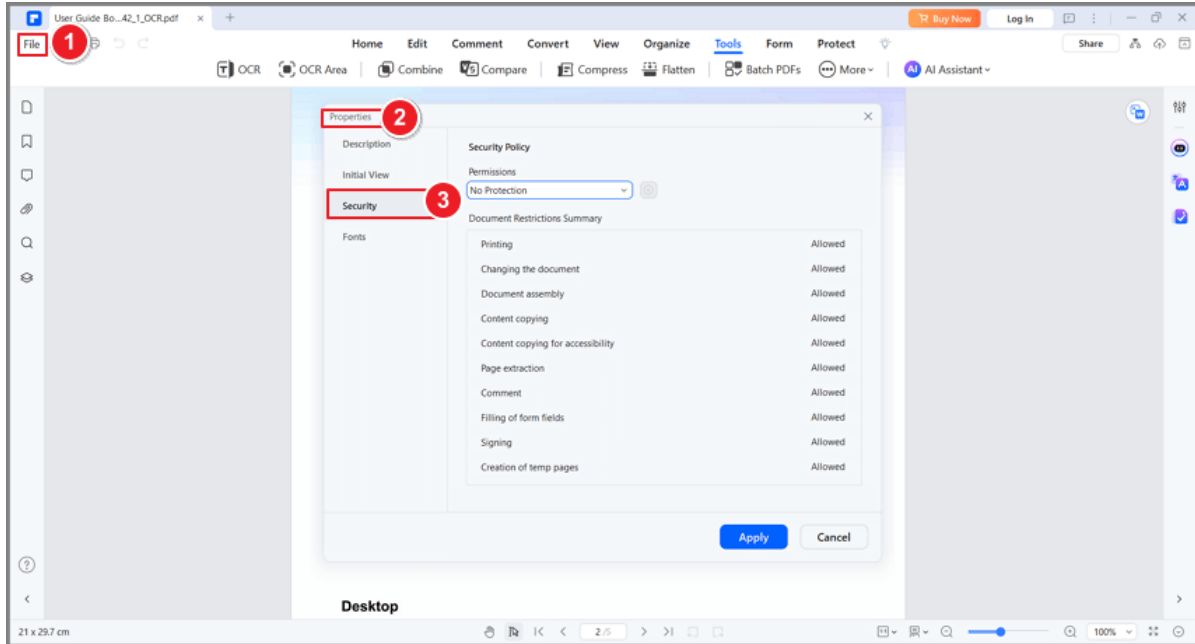 User Guide Bo...42_1_OCR.pdf
Buy Now Log In
File 1 Home Edit Comment Convert View Organize Tools Form Protect Share
OCR OCR Area Combine Compare Compress Flatten Batch PDFs More AI AI Assistant
Properties 2
Description
Initial View
Security 3
Fonts
Security Policy
Permissions
No Protection
Document Restrictions Summary
Printing Allowed
Changing the document Allowed
Document assembly Allowed
Content copying Allowed
Content copying for accessibility Allowed
Page extraction Allowed
Comment Allowed
Filling of form fields Allowed
Signing Allowed
Creation of temp pages Allowed
Apply Cancel
Desktop
21 x 29.7 cm 2 /5 100%